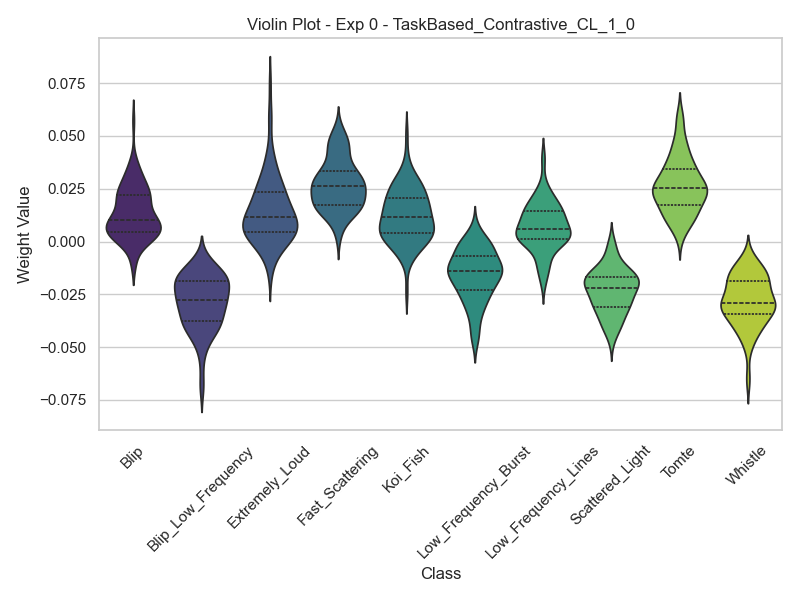 Violin Plot - Exp 0 - TaskBased_Contrastive_CL_1_0
Weight Value
0.075
0.050
0.025
0.000
−0.025
−0.050
−0.075
Blip
Blip_Low_Frequency
Extremely_Loud
Fast_Scattering
Koi_Fish
Low_Frequency_Burst
Low_Frequency_Lines
Scattered_Light
Tomte
Whistle
Class